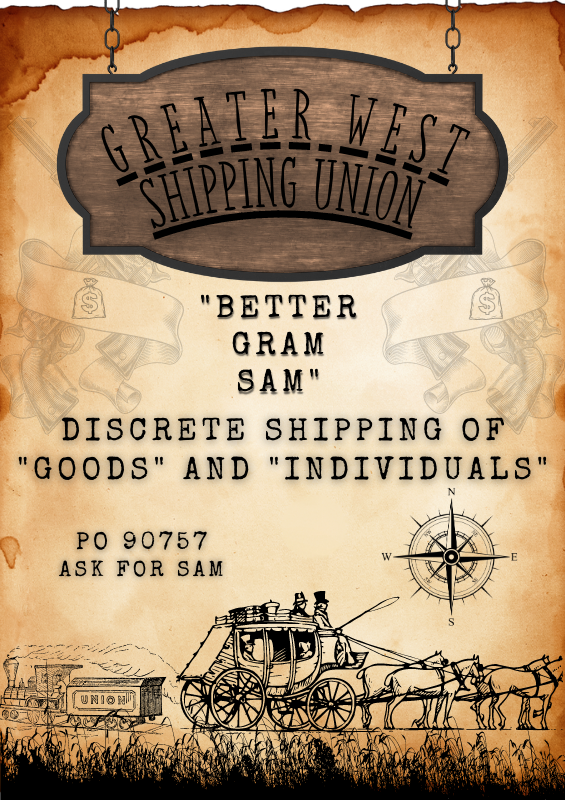 GREATER WEST
SHIPPING UNION
$ $
"BETTER
GRAM
SAM"
DISCRETE SHIPPING OF
"GOODS" AND "INDIVIDUALS"
PO 90757
ASK FOR SAM
N
W E
S
UNION